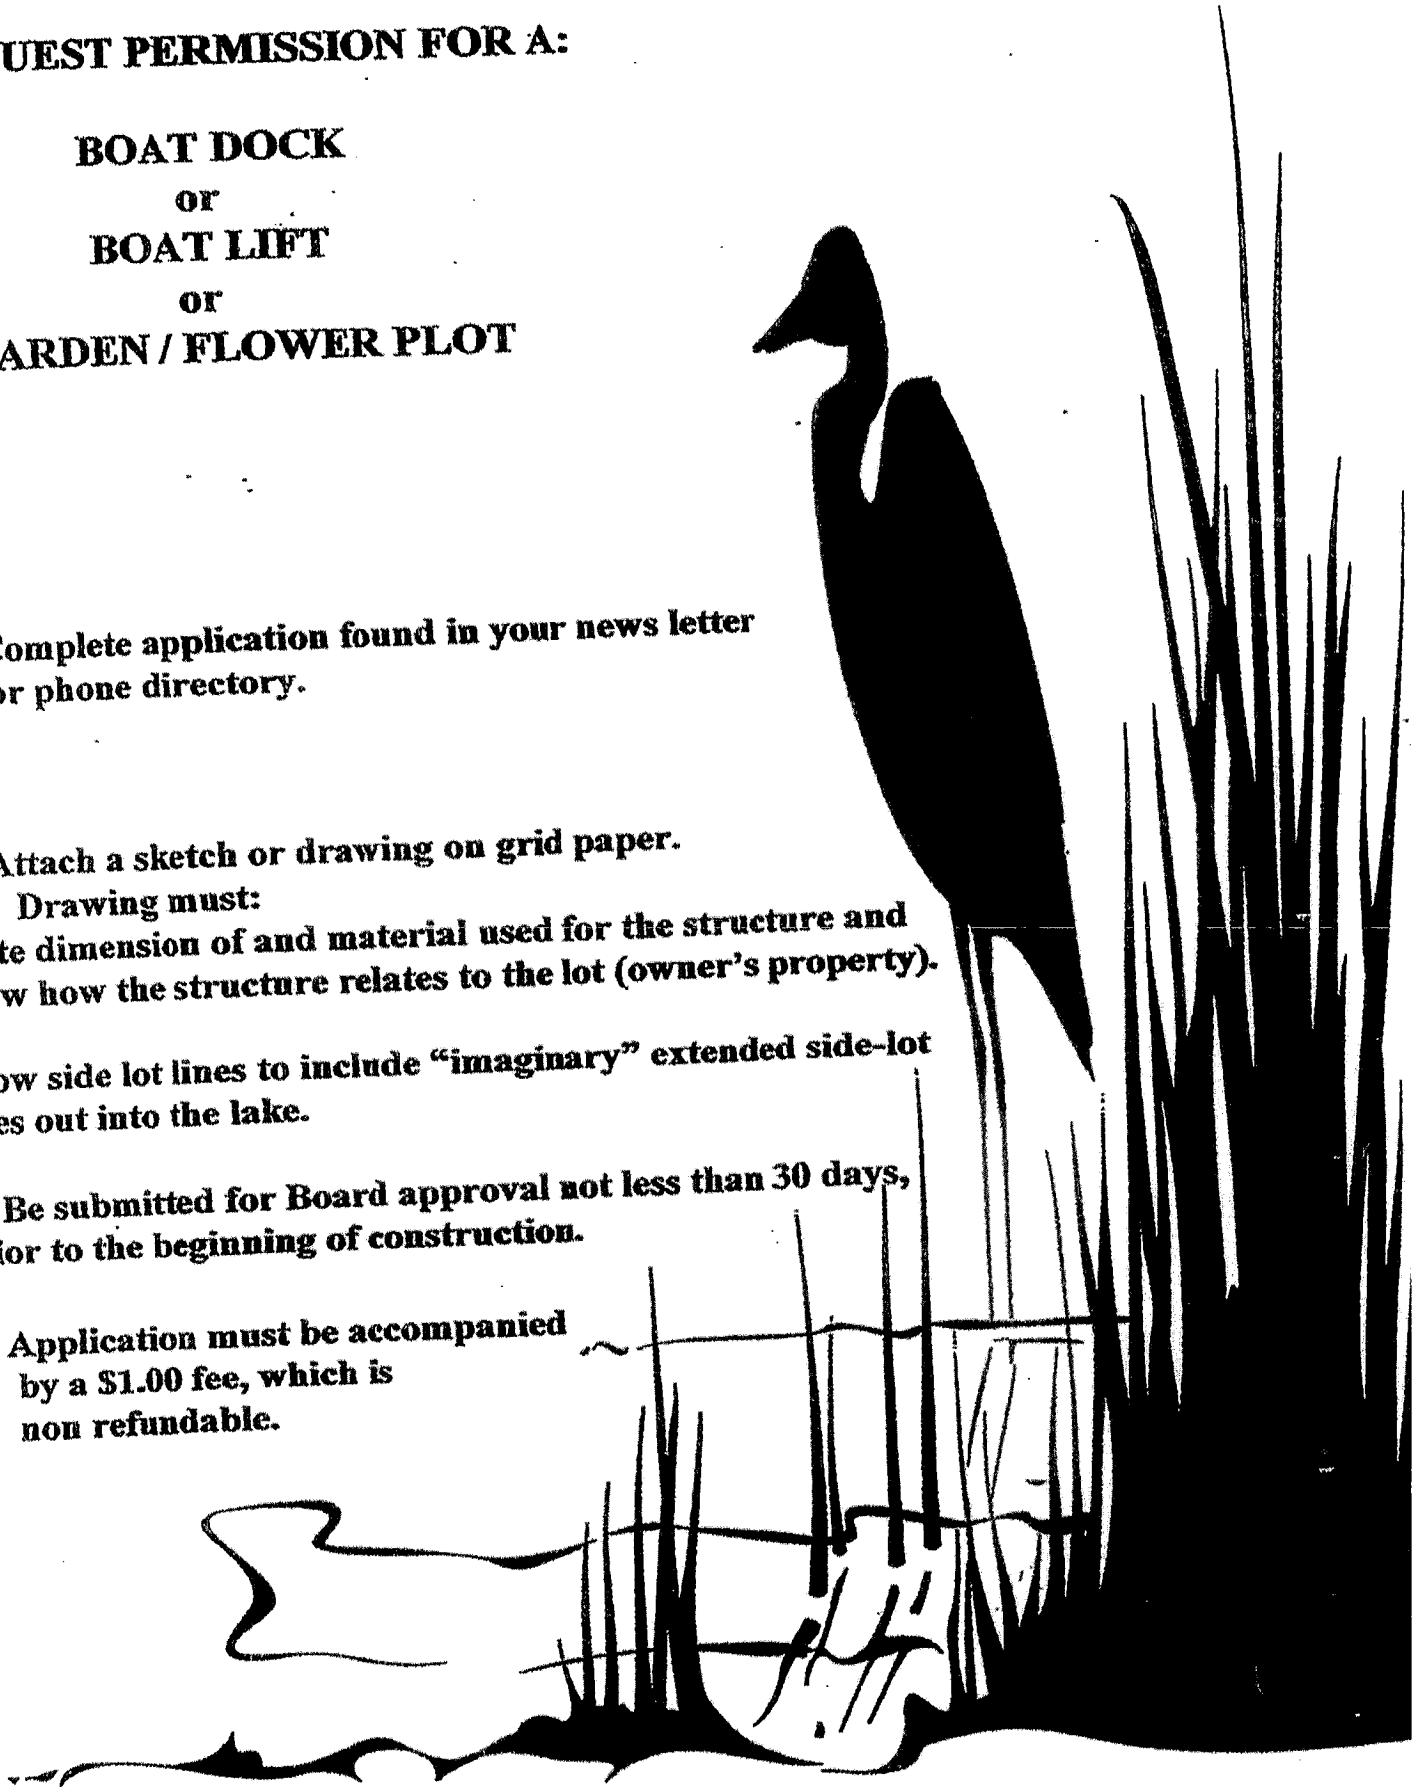 UEST PERMISSION FOR A:
BOAT DOCK
or
BOAT LIFT
or
ARDEN / FLOWER PLOT
Complete application found in your news letter
or phone directory.
Attach a sketch or drawing on grid paper.
Drawing must:
te dimension of and material used for the structure and
w how the structure relates to the lot (owner's property).
ow side lot lines to include “imaginary” extended side-lot
es out into the lake.
Be submitted for Board approval not less than 30 days,
ior to the beginning of construction.
Application must be accompanied
by a $1.00 fee, which is
non refundable.